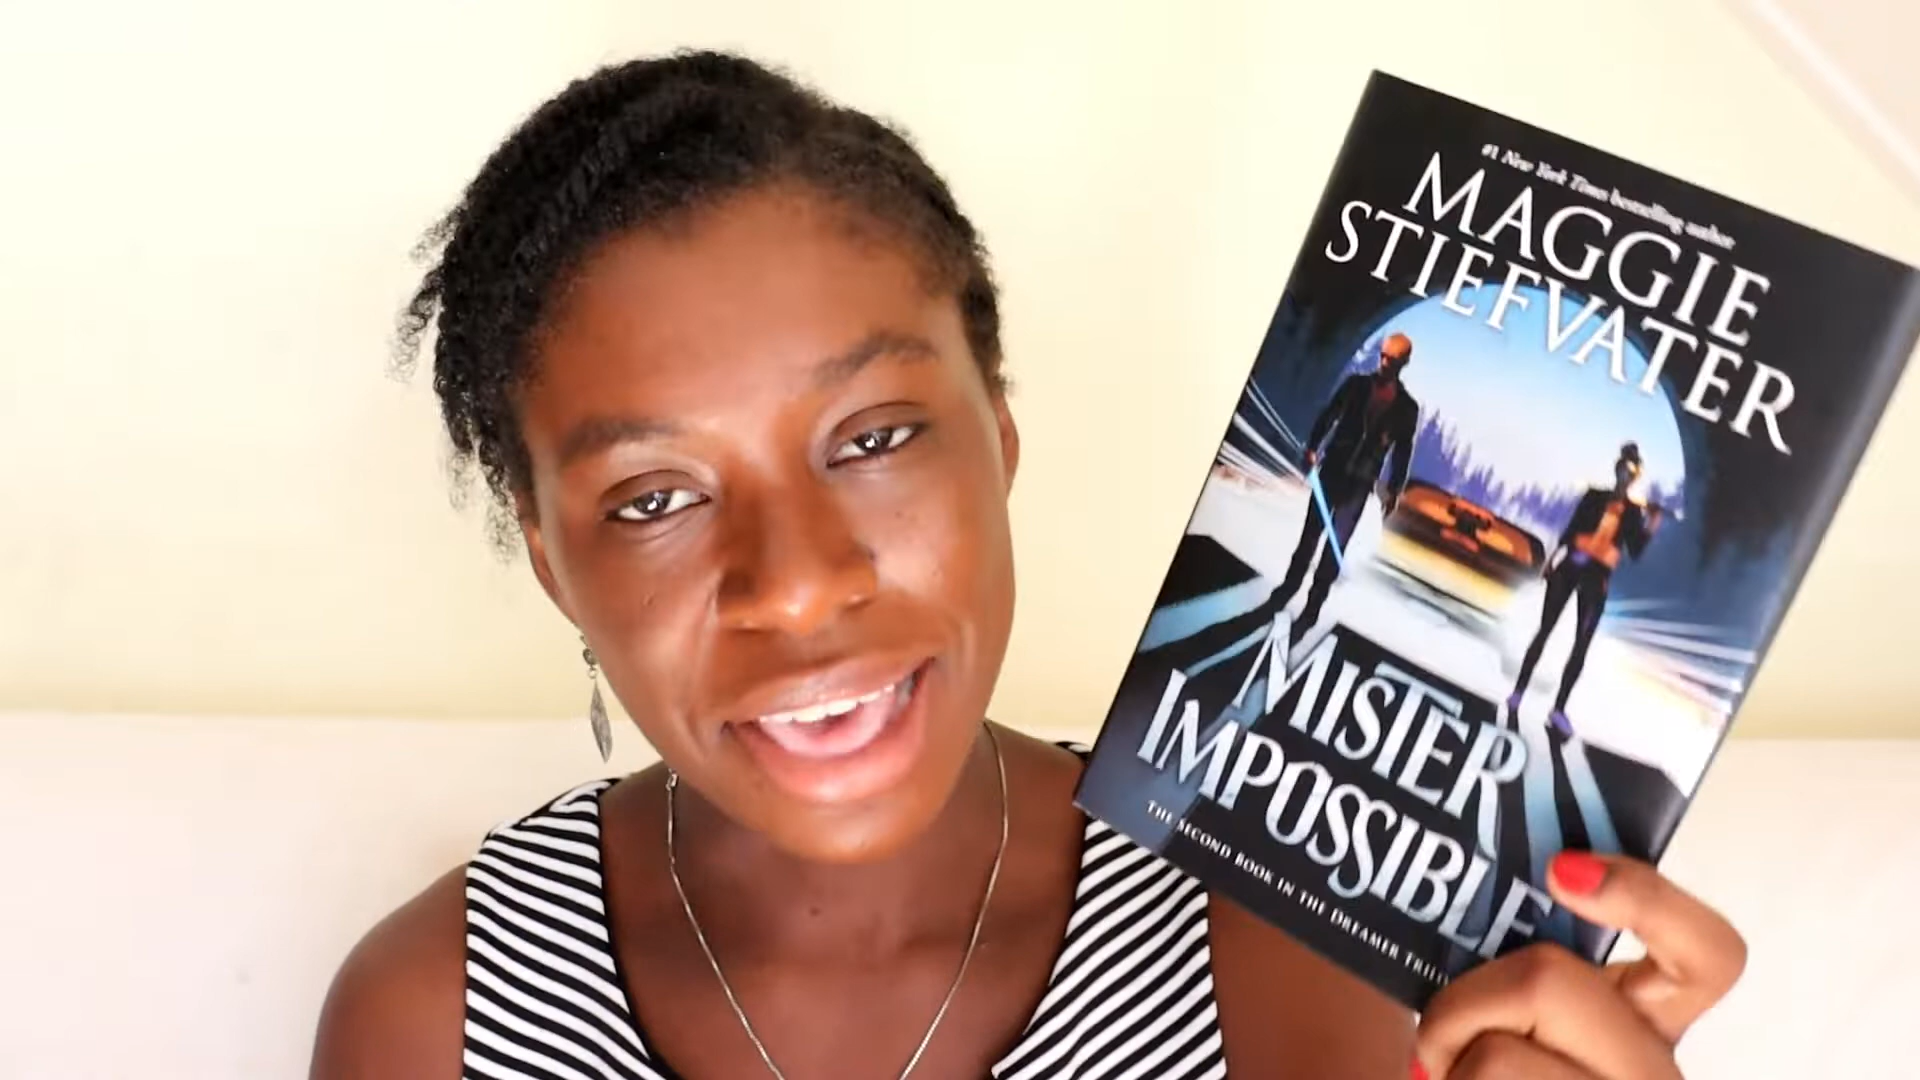 #1 New York Times bestselling author
MAGGIE
STIEFVATER
MISTER
IMPOSSIBLE
THE SECOND BOOK IN THE DREAMER